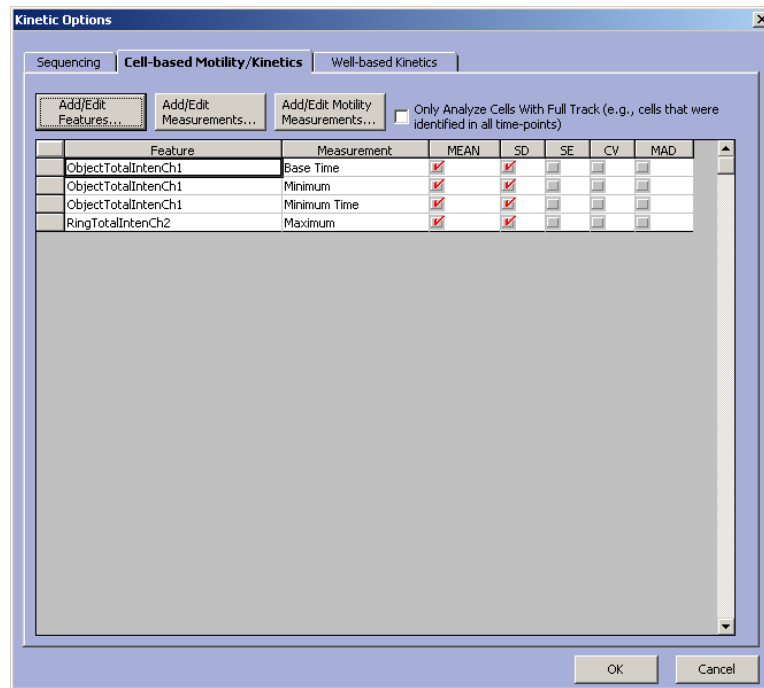 Kinetic Options
Sequencing Cell-based Motility/Kinetics Well-based Kinetics
Add/Edit Features...
Add/Edit Measurements...
Add/Edit Motility Measurements...
Only Analyze Cells With Full Track (e.g., cells that were
identified in all time-points)
Feature Measurement MEAN SD SE CV MAD
ObjectTotalIntenCh1 Base Time
ObjectTotalIntenCh1 Minimum
ObjectTotalIntenCh1 Minimum Time
RingTotalIntenCh2 Maximum
OK Cancel